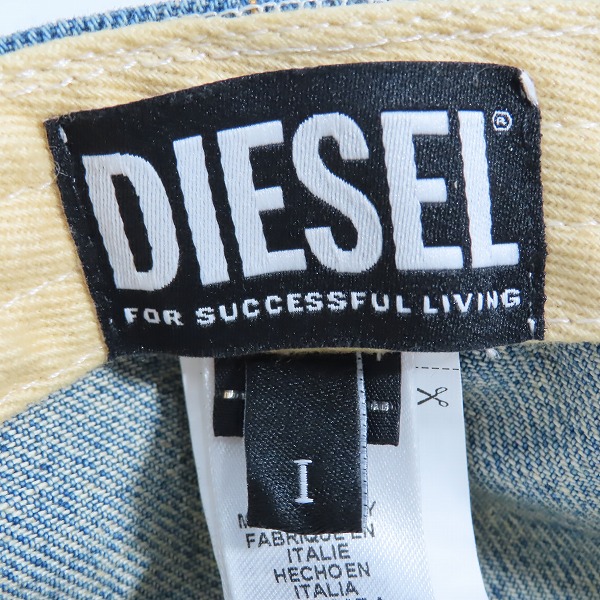 DIESEL®
FOR SUCCESSFUL LIVING
I
FABRIQUE EN
ITALIE
HECHO EN
ITALIA